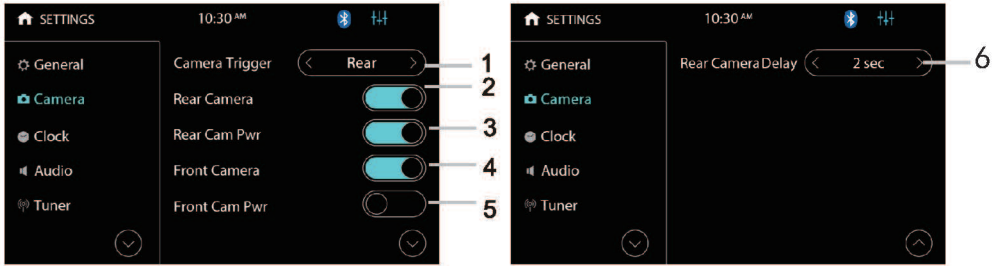 SETTINGS 10:30 AM
General
Camera
Clock
Audio
Tuner
Camera Trigger Rear 1
Rear Camera 2
Rear Cam Pwr 3
Front Camera 4
Front Cam Pwr 5
SETTINGS 10:30 AM
General
Camera
Clock
Audio
Tuner
Rear Camera Delay 2 sec 6